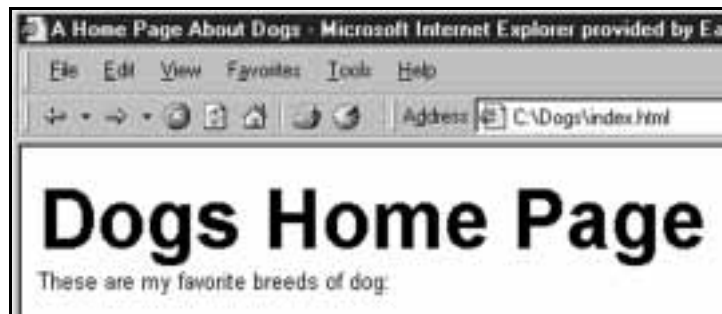 A Home Page About Dogs - Microsoft Internet Explorer provided by Ea
File Edit View Favorites Tools Help
Address C:\Dogs\index.html
Dogs Home Page
These are my favorite breeds of dog: